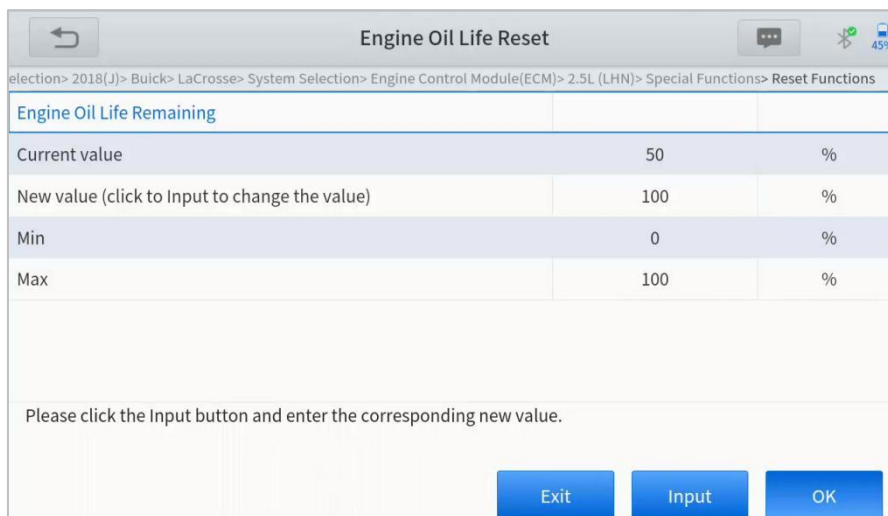 Engine Oil Life Reset
45%
election> 2018(J)> Buick> LaCrosse> System Selection> Engine Control Module(ECM)> 2.5L (LHN)> Special Functions> Reset Functions
Engine Oil Life Remaining
Current value 50 %
New value (click to Input to change the value) 100 %
Min 0 %
Max 100 %
Please click the Input button and enter the corresponding new value.
Exit Input OK